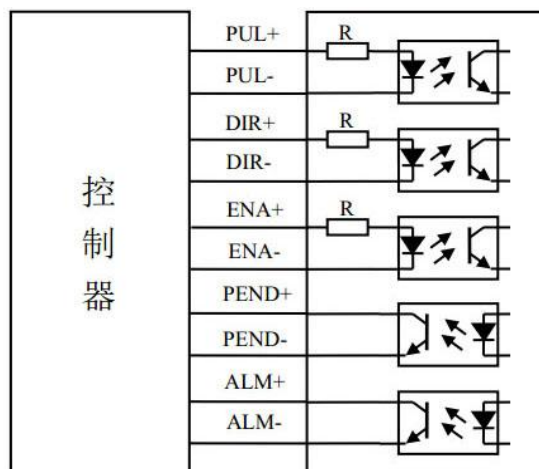 控
制
器
PUL+
R
PUL-
DIR+
R
DIR-
ENA+
R
ENA-
PEND+
PEND-
ALM+
ALM-